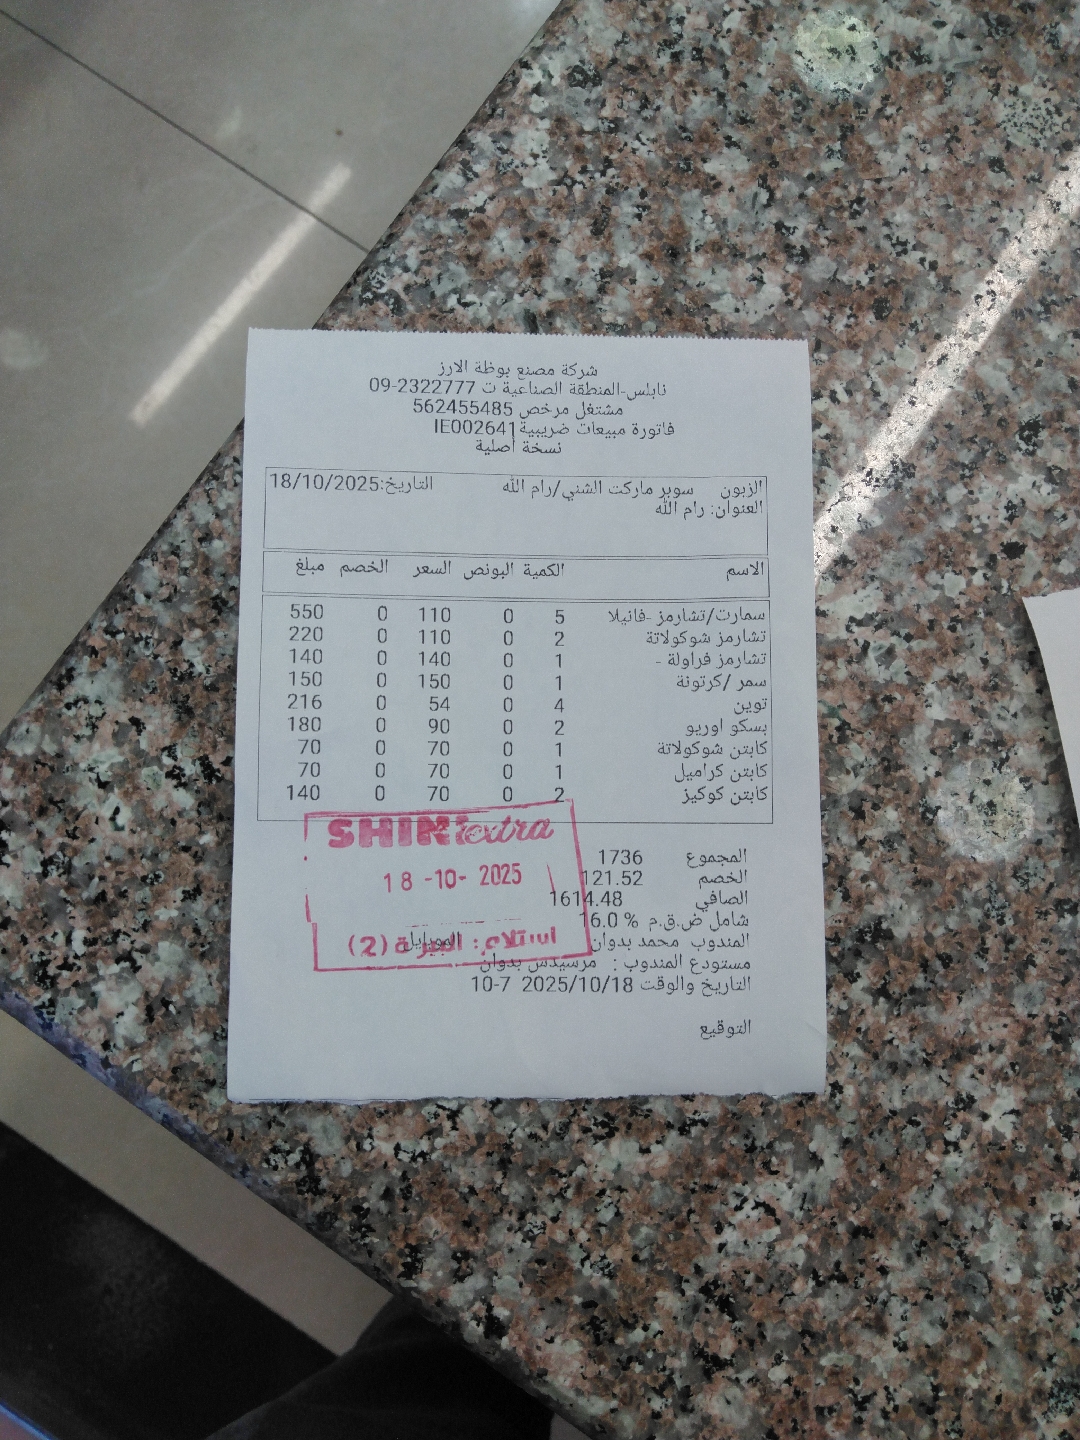 شركة مصنع بوظة الارز
نابلس-المنطقة الصناعية ت 09-2322777
مشتغل مرخص 562455485
فاتورة مبيعات ضريبية IE002641
نسخة أصلية
الزبون سوبر ماركت الشني/رام الله التاريخ:18/10/2025
العنوان: رام الله
الاسم الكمية البونص السعر الخصم مبلغ
سمارت/تشارمز -فانيلا 5 0 110 0 550
تشارمز شوكولاتة 2 0 110 0 220
تشارمز فراولة - 1 0 140 0 140
سمر /كرتونة 1 0 150 0 150
توين 4 0 54 0 216
بسكو اوريو 2 0 90 0 180
كابتن شوكولاتة 1 0 70 0 70
كابتن كراميل 1 0 70 0 70
كابتن كوكيز 2 0 70 0 140
SHINI extra
18 -10- 2025
استلام: البيرة (2)
المجموع 1736
الخصم 121.52
الصافي 1614.48
شامل ض.ق.م % 16.0
المندوب محمد بدوان الموبايل
مستودع المندوب : مرسيدس بدوان
التاريخ والوقت 2025/10/18 10-7
التوقيع